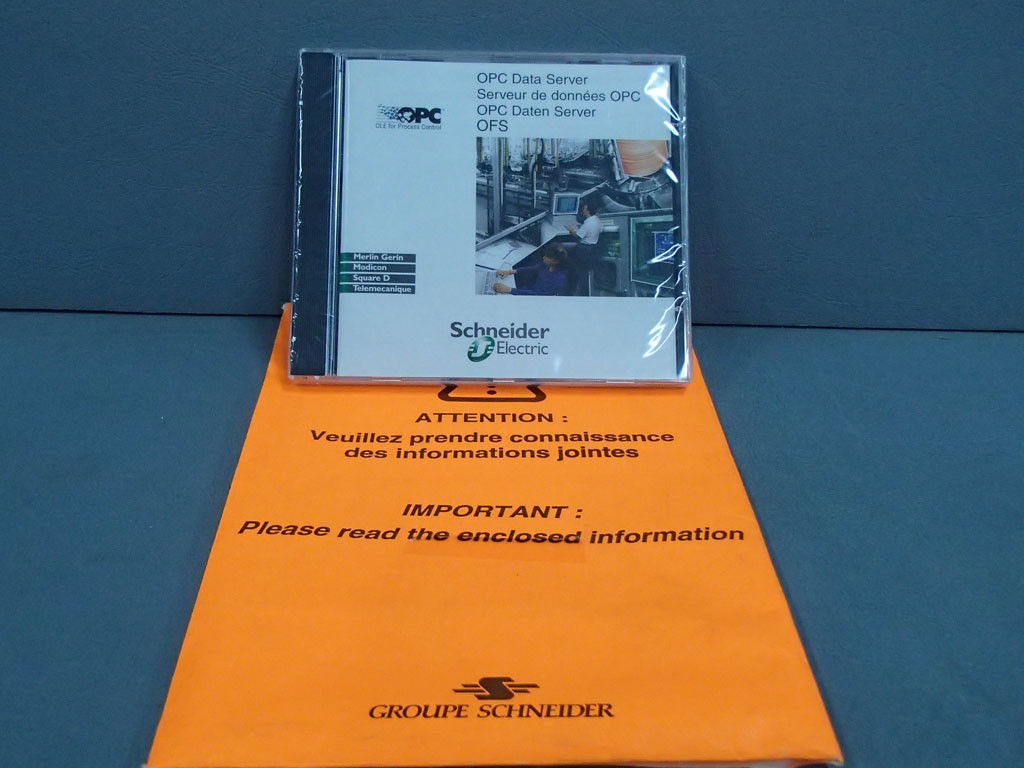 OPC Data Server
Serveur de données OPC
OPC Daten Server
OFS
OPC
OLE for Process Control
Merlin Gerin
Modicon
Square D
Telemecanique
Schneider
Electric
ATTENTION :
Veuillez prendre connaissance
des informations jointes
IMPORTANT :
Please read the enclosed information
GROUPE SCHNEIDER